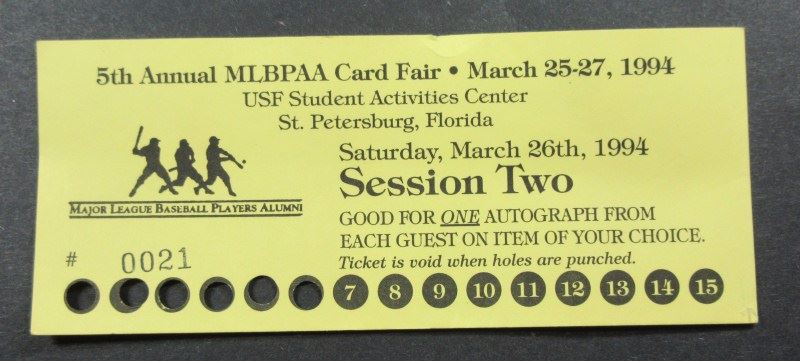 5th Annual MLBPAA Card Fair • March 25-27, 1994
USF Student Activities Center
St. Petersburg, Florida
Saturday, March 26th, 1994
Session Two
MAJOR LEAGUE BASEBALL PLAYERS ALUMNI
GOOD FOR ONE AUTOGRAPH FROM
EACH GUEST ON ITEM OF YOUR CHOICE.
Ticket is void when holes are punched.
# 0021
7 8 9 10 11 12 13 14 15